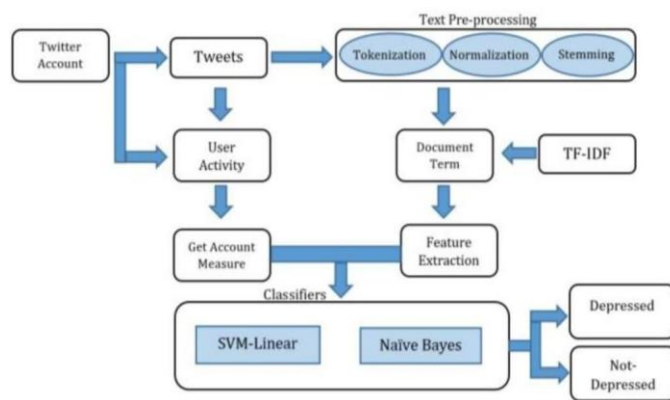 Text Pre-processing
Twitter
Account
Tweets
Tokenization
Normalization
Stemming
User
Activity
Document
Term
TF-IDF
Get Account
Measure
Feature
Extraction
Classifiers
SVM-Linear
Naïve Bayes
Depressed
Not-
Depressed